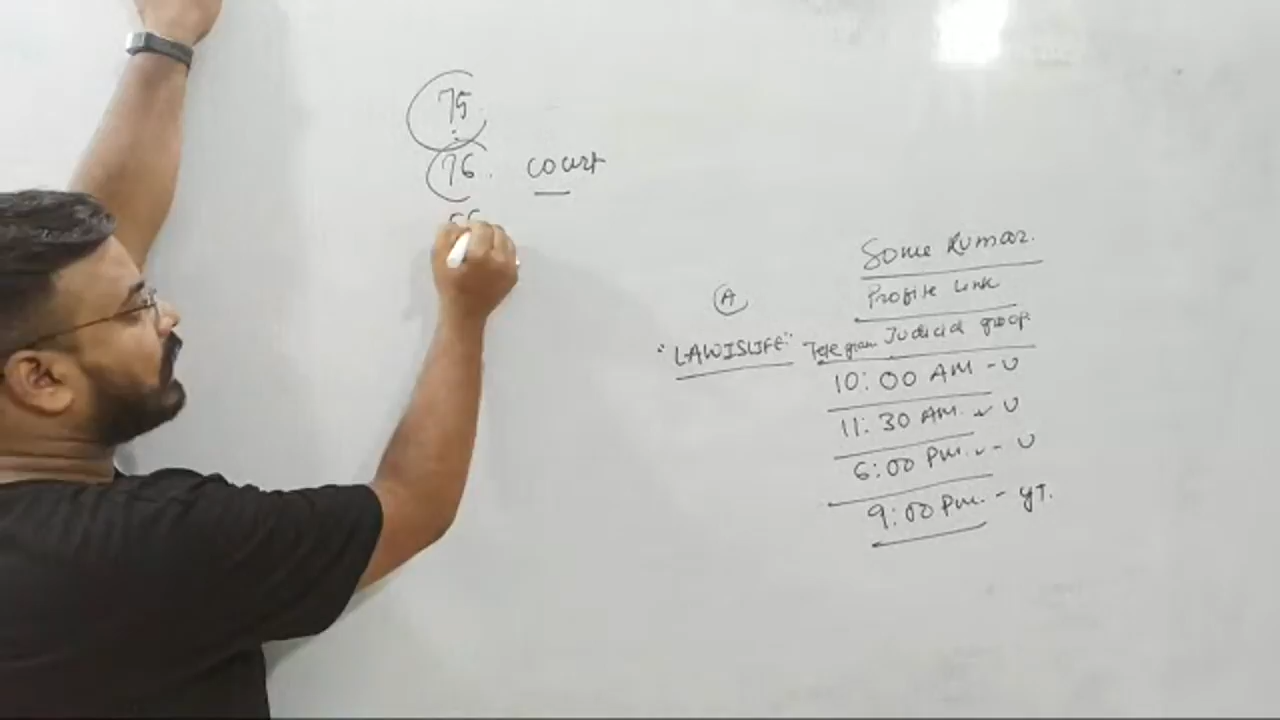 75
76. court
Some Kumar.
Profile Link
A
"LAWISLIFE" Telegram Judicial group
10:00 AM - U
11:30 AM. U
6:00 PM. - U
9:00 PM. - YT.